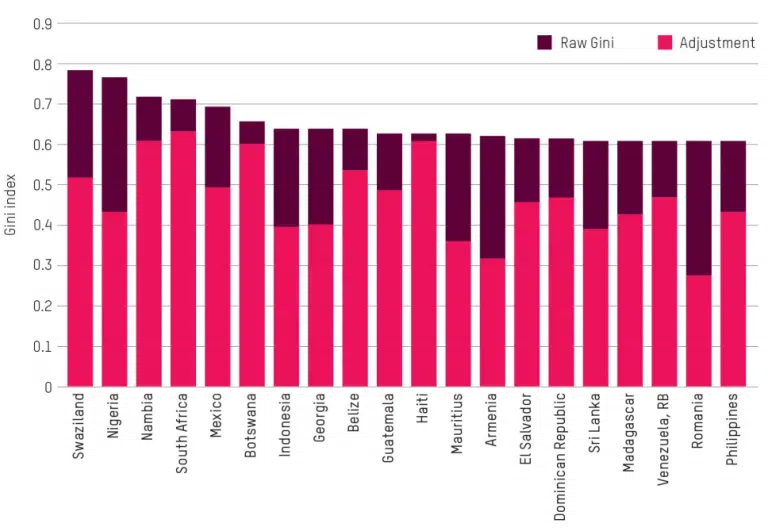 0.9
Raw Gini
Adjustment
0.8
0.7
0.6
0.5
0.4
0.3
0.2
0.1
0
Gini index
Swaziland
Nigeria
Nambia
South Africa
Mexico
Botswana
Indonesia
Georgia
Belize
Guatemala
Haiti
Mauritius
Armenia
El Salvador
Dominican Republic
Sri Lanka
Madagascar
Venezuela, RB
Romania
Philippines